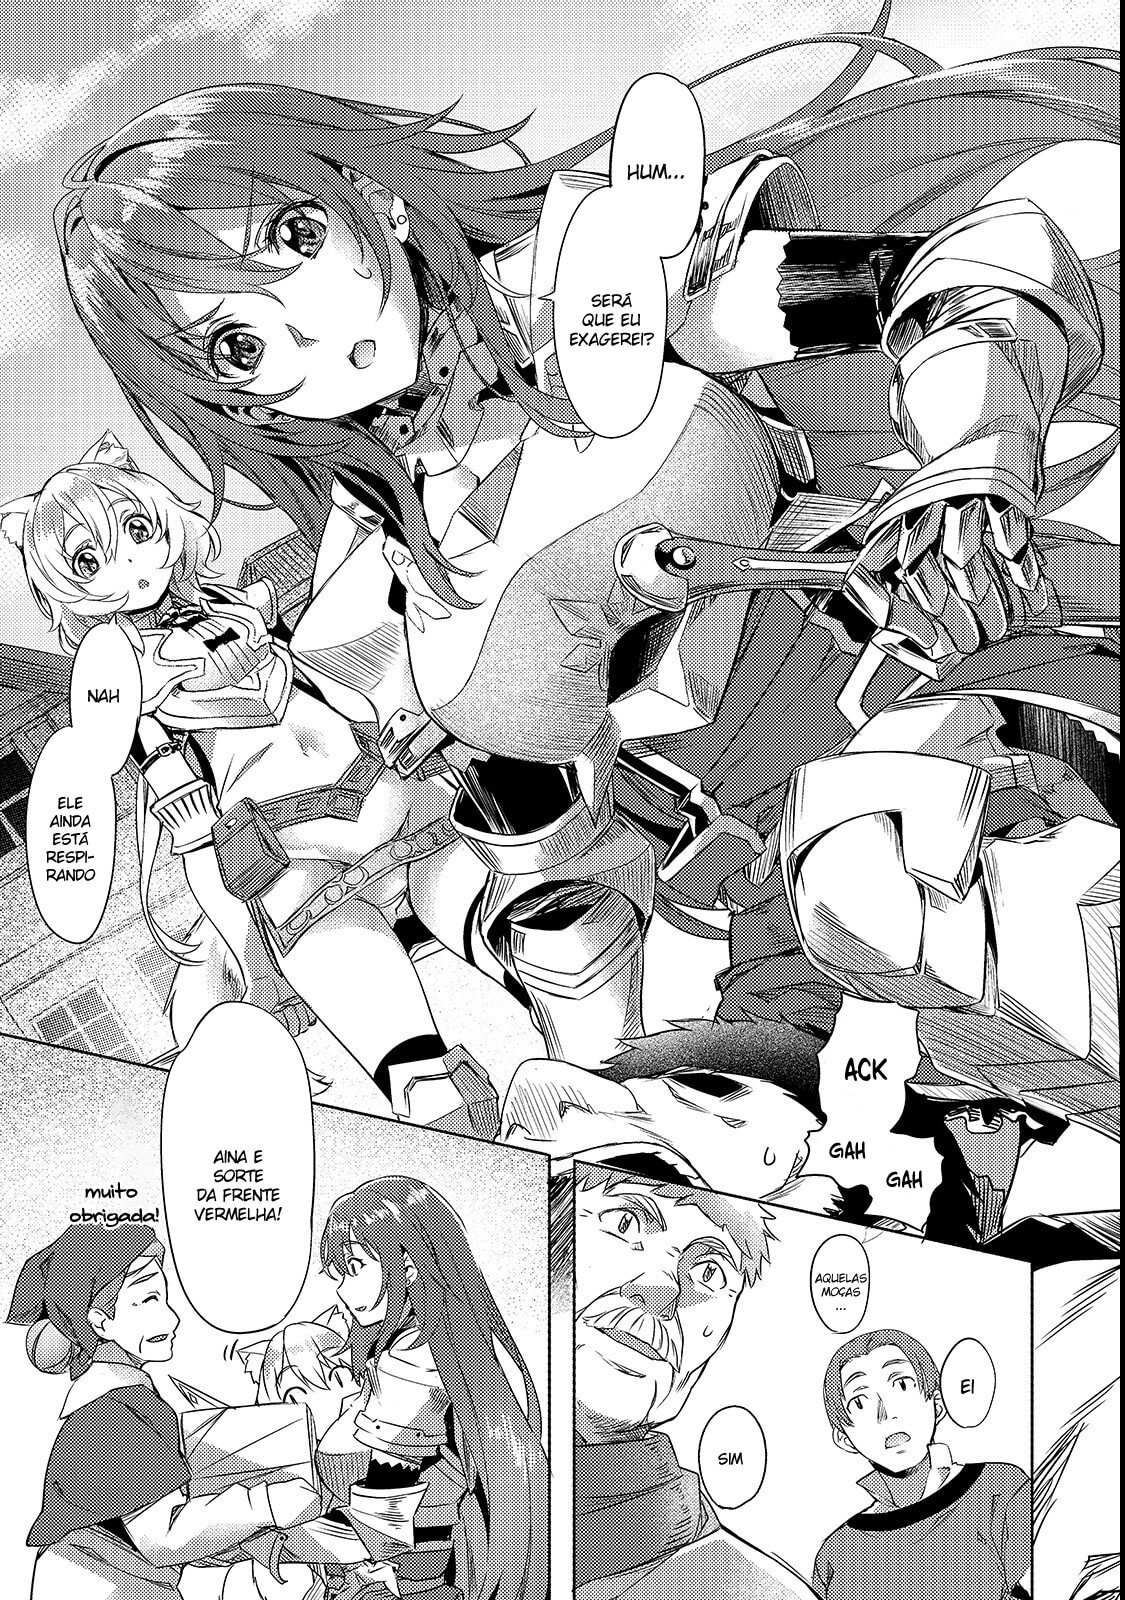 HUM...
SERÁ
QUE EU
EXAGEREI?
NAH
ELE
AINDA
ESTÁ
RESPI-
RANDO
ACK
GAH
GAH
AINA E
SORTE
DA FRENTE
VERMELHA!
muito
obrigada!
AQUELAS
MOÇAS
...
EI
SIM